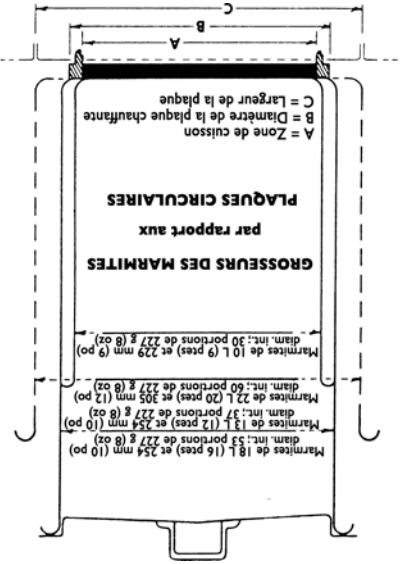 Marmites de 18 L (16 ptes) et 254 mm (10 po)
diam. int; 53 portions de 227 g (8 oz)
Marmites de 13 L (12 ptes) et 254 mm (10 po)
diam. int; 37 portions de 227 g (8 oz)
Marmites de 22 L (20 ptes) et 305 mm (12 po)
diam. int; 60 portions de 227 g (8 oz)
Marmites de 10 L (9 ptes) et 229 mm (9 po)
diam. int; 30 portions de 227 g (8 oz)
GROSSEURS DES MARMITES
par rapport aux
PLAQUES CIRCULAIRES
A = Zone de cuisson
B = Diamètre de la plaque chauffante
C = Largeur de la plaque
A
B
C